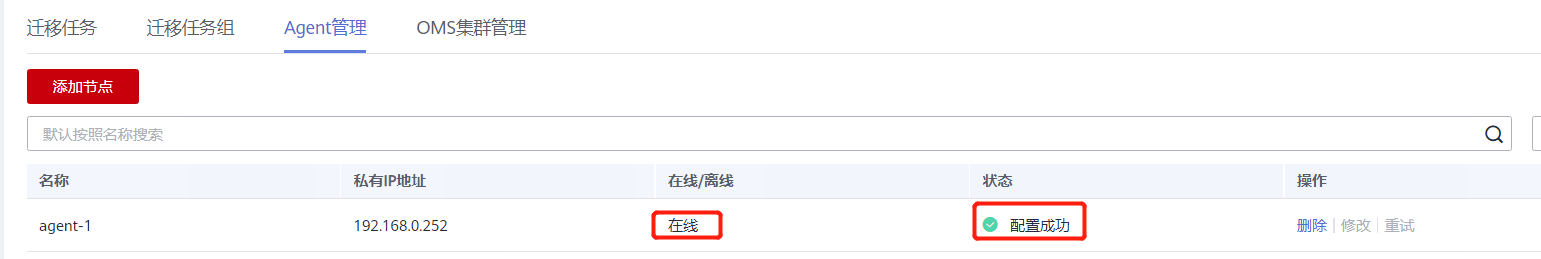 迁移任务 迁移任务组 Agent管理 OMS集群管理
添加节点
默认按照名称搜索
名称 私有IP地址 在线/离线 状态 操作
agent-1 192.168.0.252 在线 配置成功 删除 | 修改 | 重试